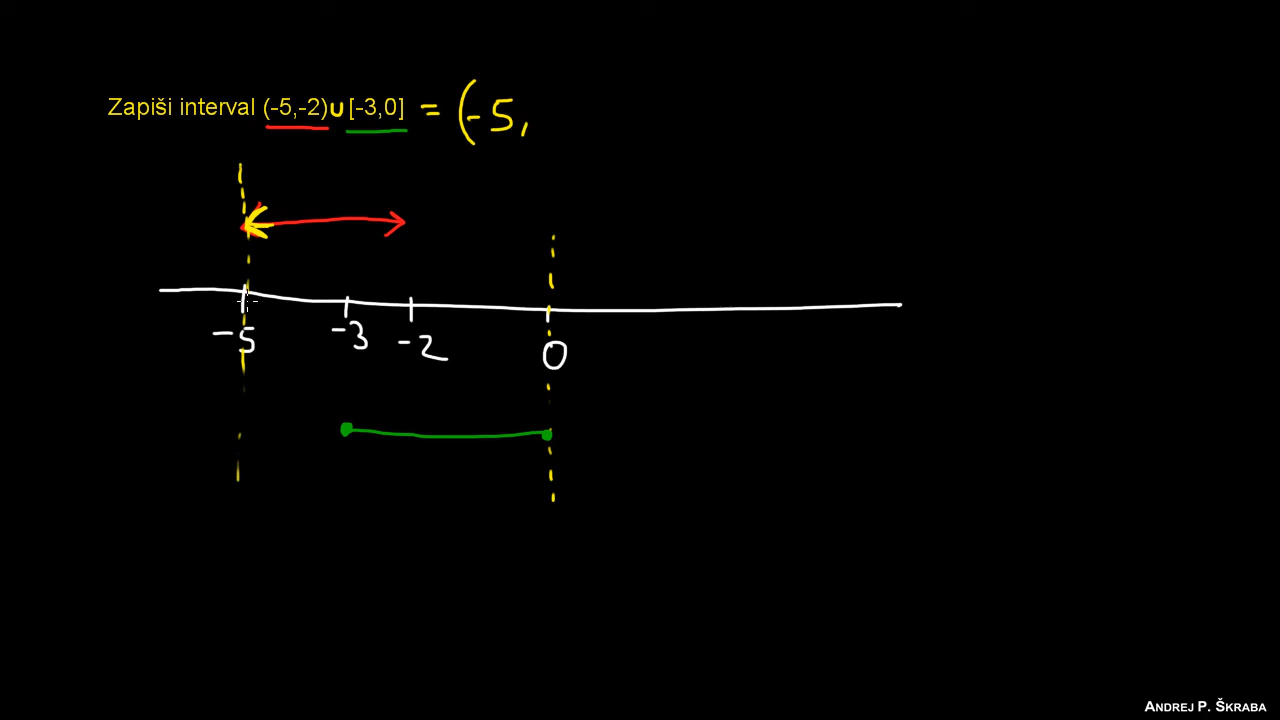 Zapiši interval (-5,-2)∪[-3,0] = (-5,
-5 -3 -2 0
ANDREJ P. ŠKRABA